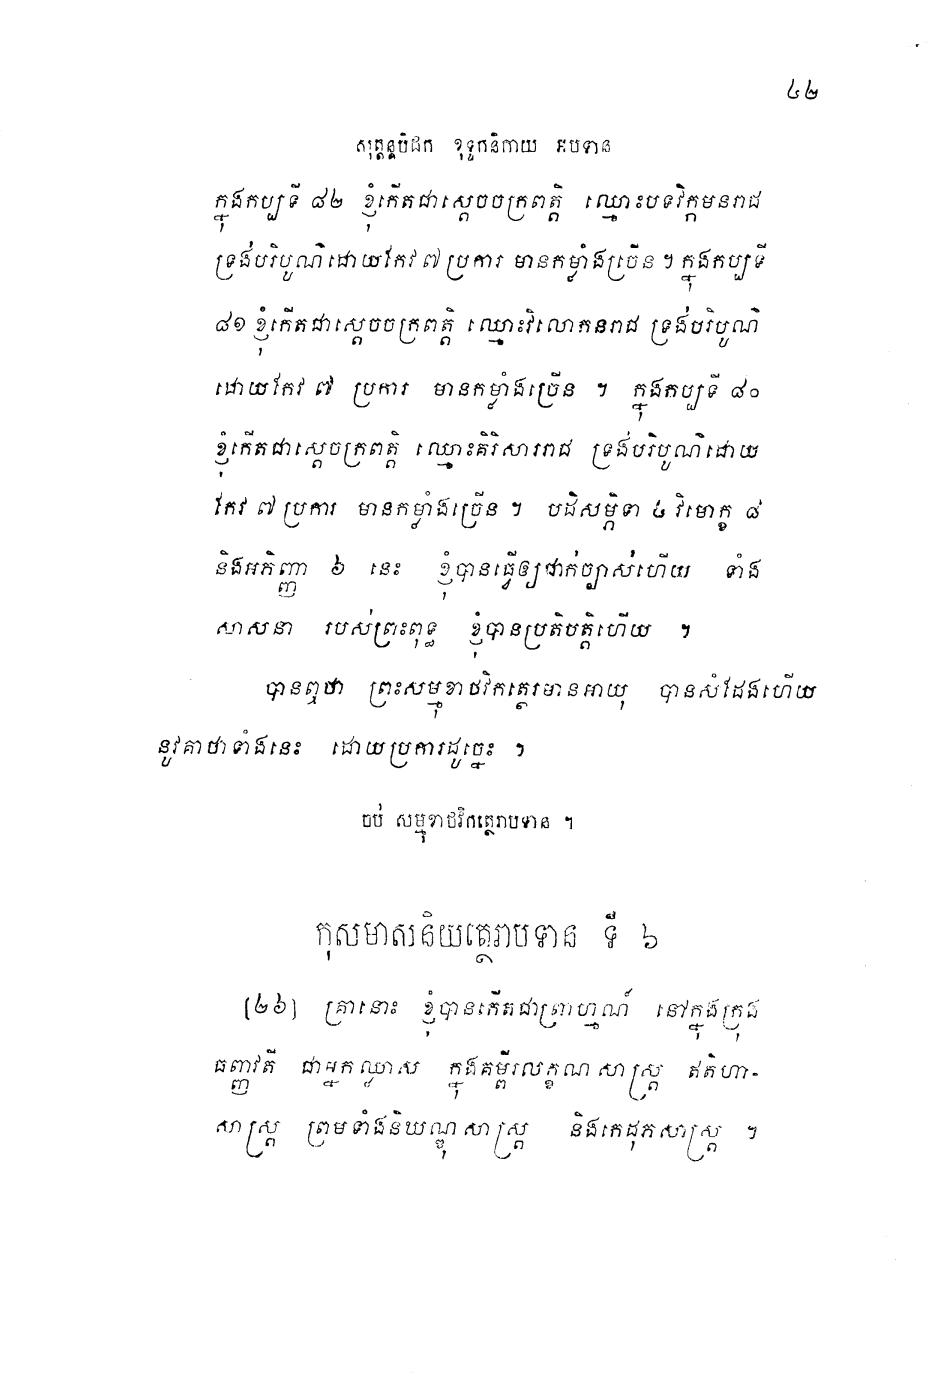 ៤២
សុត្តន្តបិដក ខុទ្ទកនិកាយ អបទាន
ក្នុងកប្បទី ៨២ ខ្ញុំកើតជាស្តេចចក្រពត្តិ ឈ្មោះបទវិក្កមនរាជ
ទ្រង់បរិបូណ៌ដោយកែវ ៧ ប្រការ មានកម្លាំងច្រើន ។ ក្នុងកប្បទី
៨១ ខ្ញុំកើតជាស្តេចចក្រពត្តិ ឈ្មោះវិលោកនរាជ ទ្រង់បរិបូណ៌
ដោយកែវ ៧ ប្រការ មានកម្លាំងច្រើន ។ ក្នុងកប្បទី ៨០
ខ្ញុំកើតជាស្តេចក្រពត្តិ ឈ្មោះគិរិសាររាជ ទ្រង់បរិបូណ៌ដោយ
កែវ ៧ ប្រការ មានកម្លាំងច្រើន ។ បដិសម្ភិទា ៤ វិមោក្ខ ៨
និងអភិញ្ញា ៦ នេះ ខ្ញុំបានធ្វើឲ្យជាក់ច្បាស់ហើយ ទាំង
សាសនា របស់ព្រះពុទ្ធ ខ្ញុំបានប្រតិបត្តិហើយ ។
បានឮថា ព្រះសម្មុខាថវិកត្ថេរមានអាយុ បានសំដែងហើយ
នូវគាថាទាំងនេះ ដោយប្រការដូច្នេះ ។
ចប់ សម្មុខាថវិកត្ថេរាបទាន ។
កុសុមាសនិយត្ថេរាបទាន ទី ៦
[២៦] គ្រានោះ ខ្ញុំបានកើតជាព្រាហ្មណ៍ នៅក្នុងក្រុង
ធញ្ញវតី ជាអ្នកឈ្លាស ក្នុងគម្ពីរលក្ខណសាស្ត្រ ឥតិហា-
សាស្ត្រ ព្រមទាំងនិឃណ្ឌុសាស្ត្រ និងកេដុភសាស្ត្រ ។